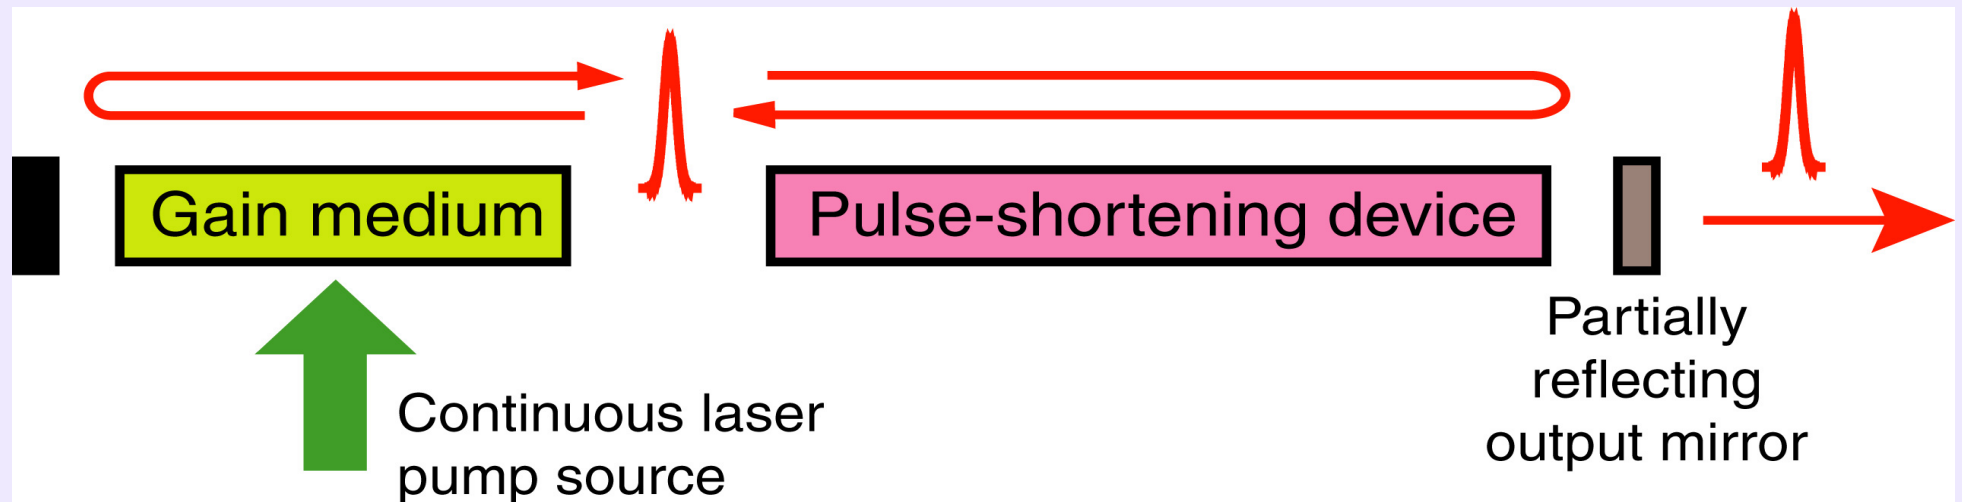 Gain medium
Pulse-shortening device
Continuous laser
pump source
Partially
reflecting
output mirror